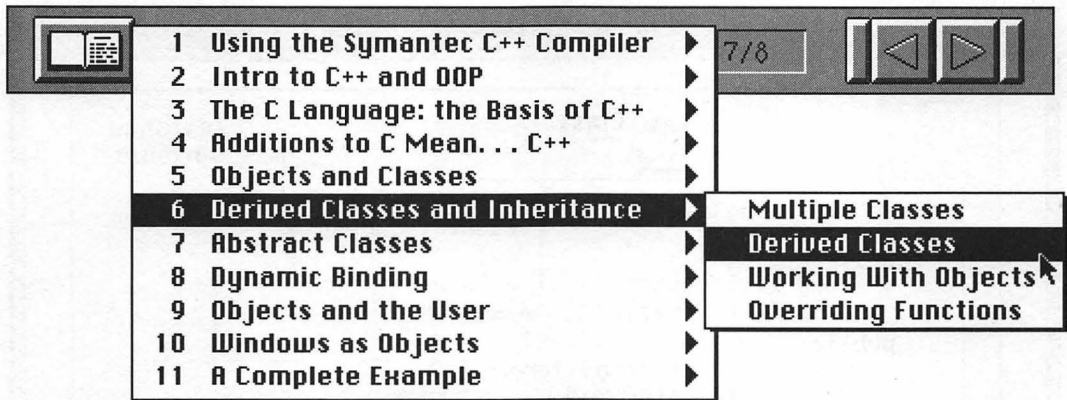 1 Using the Symantec C++ Compiler
2 Intro to C++ and OOP
3 The C Language: the Basis of C++
4 Additions to C Mean. . . C++
5 Objects and Classes
6 Derived Classes and Inheritance
7 Abstract Classes
8 Dynamic Binding
9 Objects and the User
10 Windows as Objects
11 A Complete Example
7/8
Multiple Classes
Derived Classes
Working With Objects
Overriding Functions